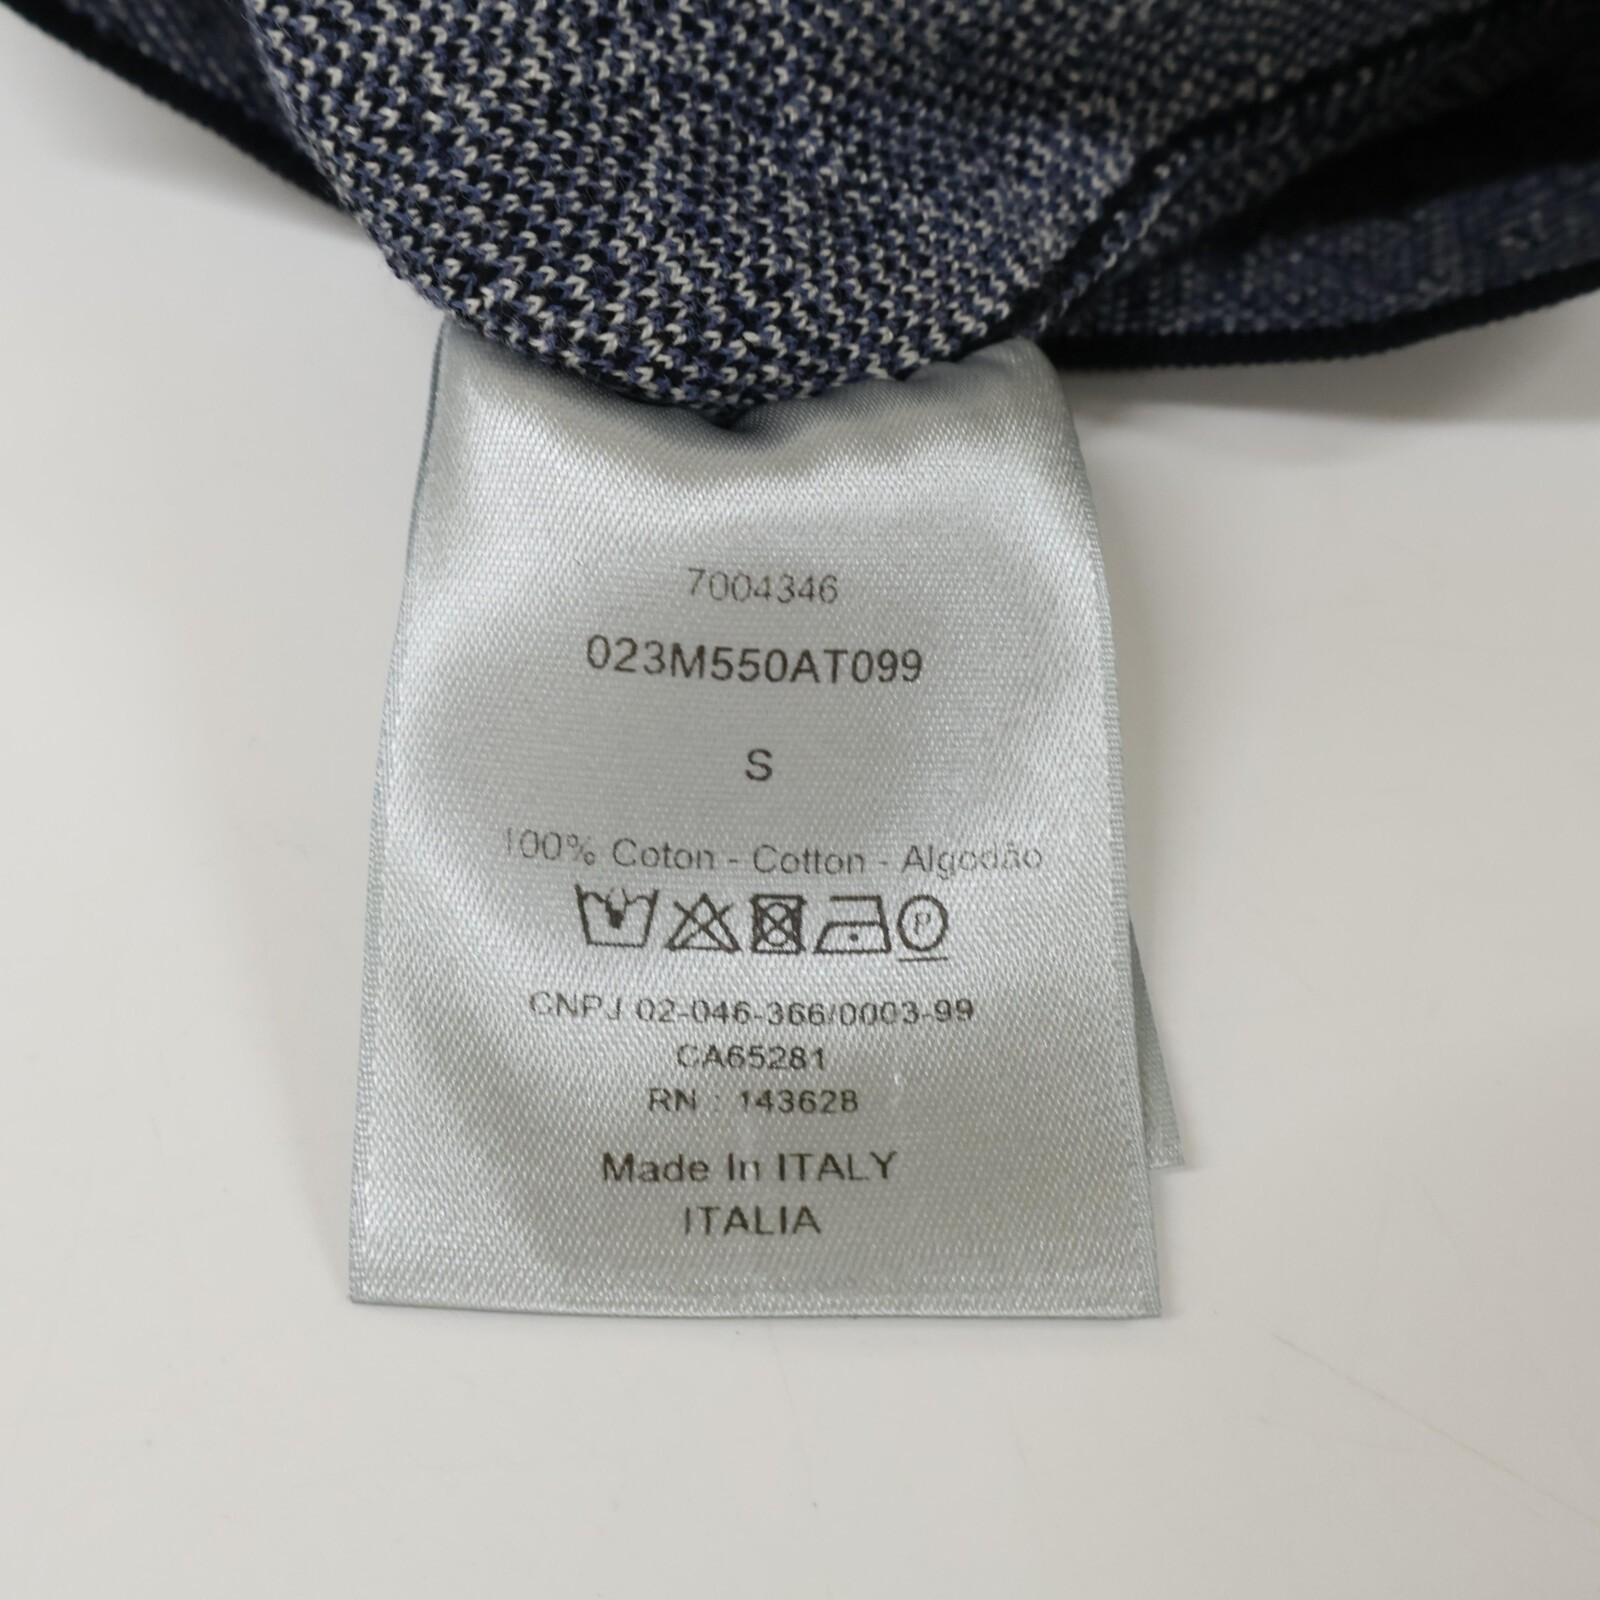 7004346
023M550AT099
S
100% Coton - Cotton - Algodão
P
CNPJ 02-046-366/0003-99
CA65281
RN : 143628
Made In ITALY
ITALIA